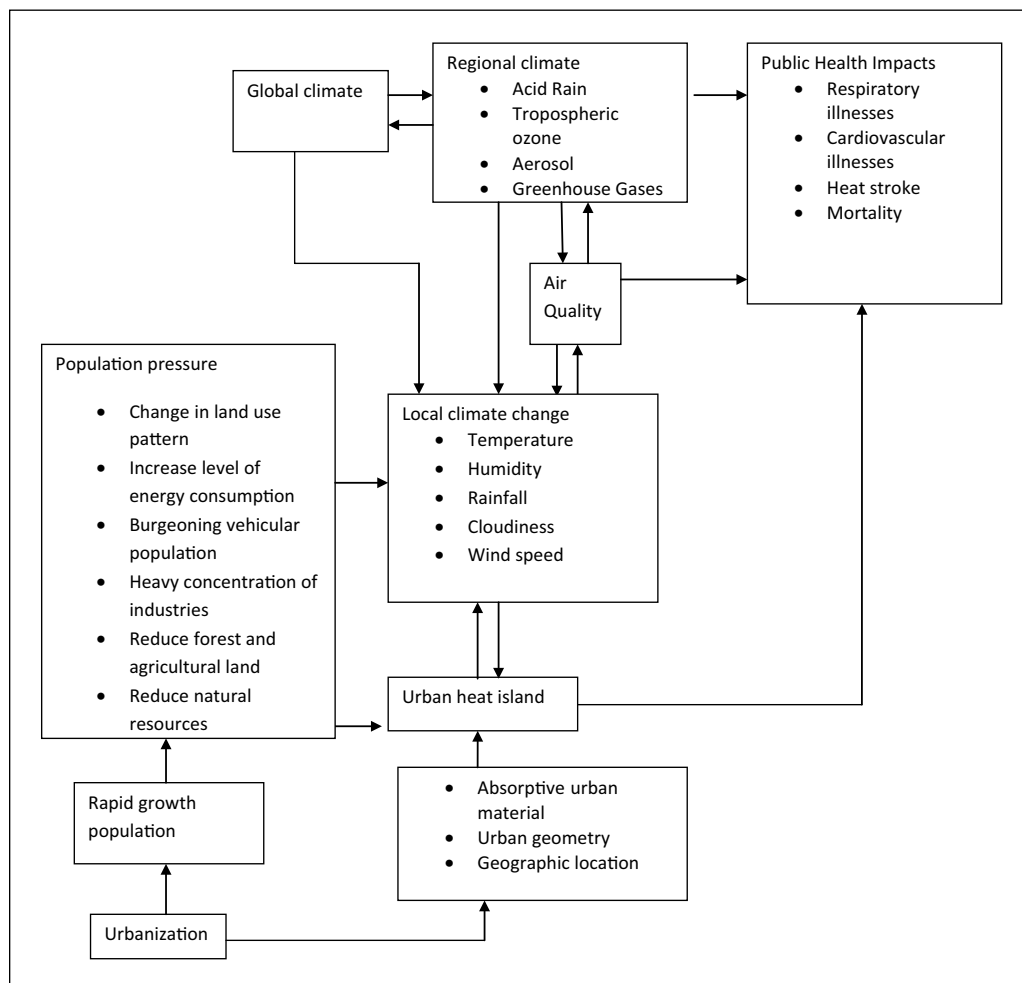 Global climate
Regional climate
• Acid Rain
• Tropospheric
ozone
• Aerosol
• Greenhouse Gases
Public Health Impacts
• Respiratory
illnesses
• Cardiovascular
illnesses
• Heat stroke
• Mortality
Air
Quality
Population pressure
• Change in land use
pattern
• Increase level of
energy consumption
• Burgeoning vehicular
population
• Heavy concentration of
industries
• Reduce forest and
agricultural land
• Reduce natural
resources
Local climate change
• Temperature
• Humidity
• Rainfall
• Cloudiness
• Wind speed
Urban heat island
• Absorptive urban
material
• Urban geometry
• Geographic location
Rapid growth
population
Urbanization